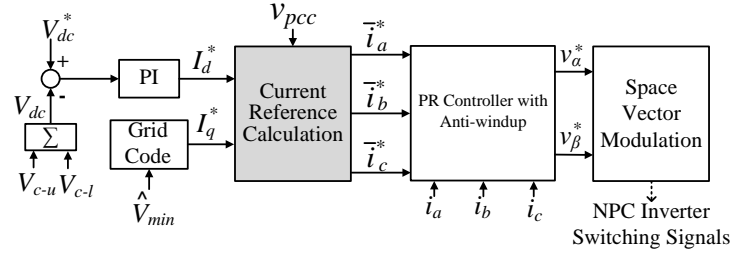 V*dc
+
-
PI
I*d
vpcc
Current
Reference
Calculation
i̅*a
i̅*b
i̅*c
PR Controller with
Anti-windup
v*α
v*β
Space
Vector
Modulation
Vdc
Σ
Vc-u
Vc-l
Grid
Code
I*q
V̂min
ia
ib
ic
NPC Inverter
Switching Signals